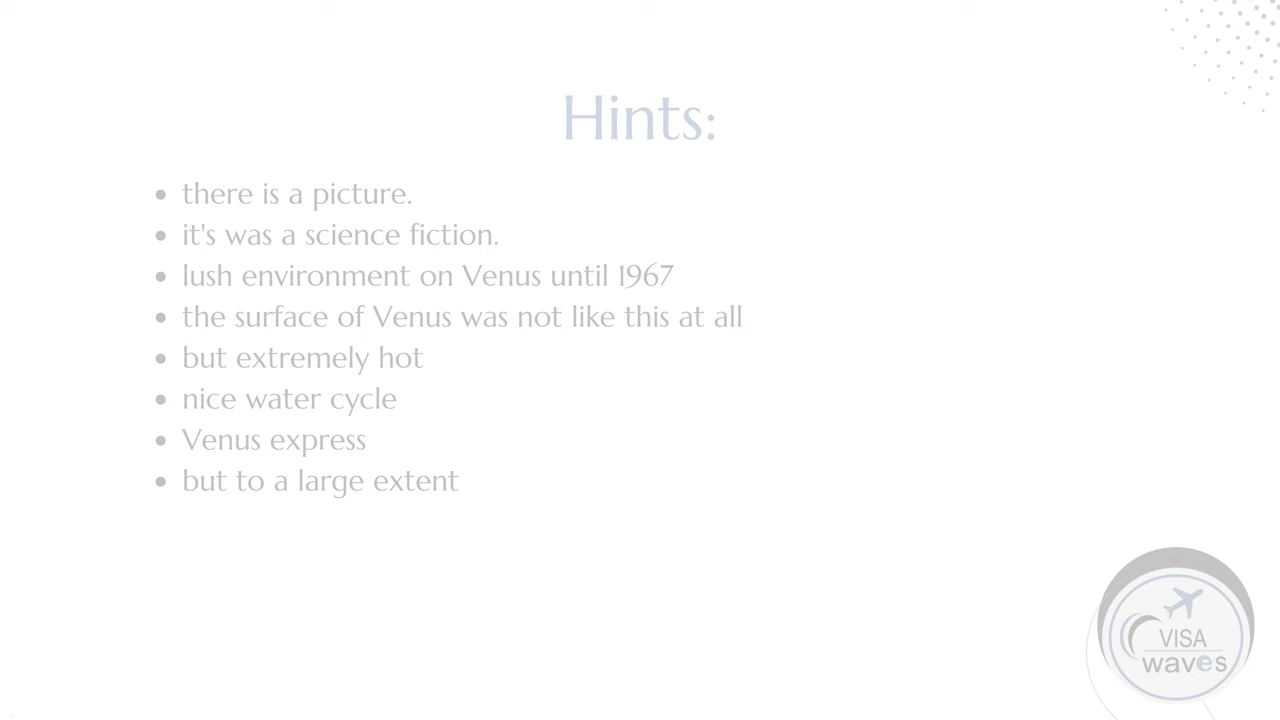 Hints:
• there is a picture.
• it's was a science fiction.
• lush environment on Venus until 1967
• the surface of Venus was not like this at all
• but extremely hot
• nice water cycle
• Venus express
• but to a large extent
VISA
waves